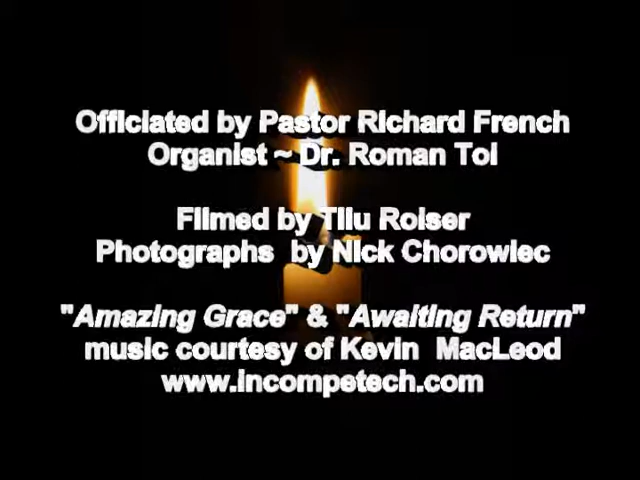 Officiated by Pastor Richard French
Organist ~ Dr. Roman Toi
Filmed by Tiiu Roiser
Photographs by Nick Chorowiec
"Amazing Grace" & "Awaiting Return"
music courtesy of Kevin MacLeod
www.incompetech.com